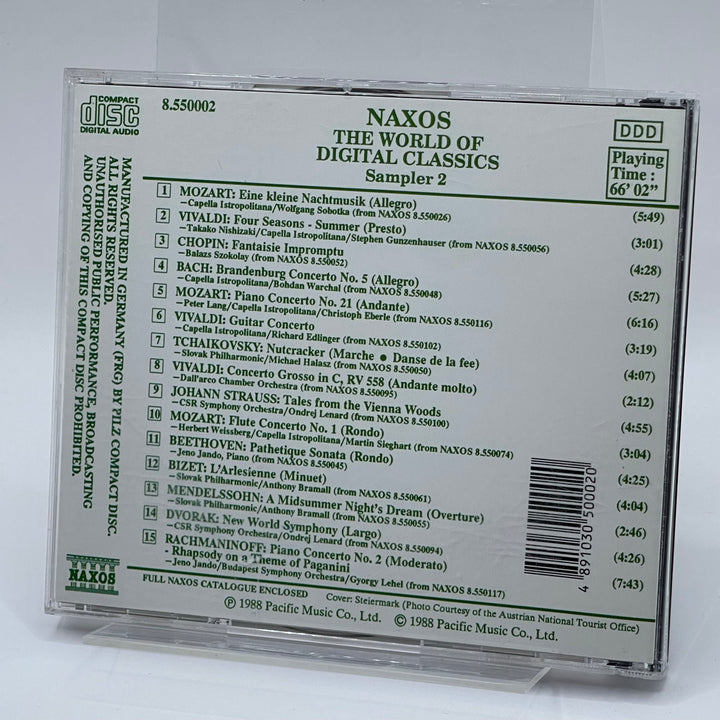 COMPACT
disc
DIGITAL AUDIO
8.550002
NAXOS
THE WORLD OF
DIGITAL CLASSICS
Sampler 2
DDD
Playing
Time :
66' 02"
MANUFACTURED IN GERMANY (FRG) BY PILZ COMPACT DISC.
ALL RIGHTS RESERVED.
UNAUTHORISED PUBLIC PERFORMANCE, BROADCASTING
AND COPYING OF THIS COMPACT DISC PROHIBITED.
1 MOZART: Eine kleine Nachtmusik (Allegro) (5:49)
–Capella Istropolitana/Wolfgang Sobotka (from NAXOS 8.550026)
2 VIVALDI: Four Seasons - Summer (Presto) (3:01)
–Takako Nishizaki/Capella Istropolitana/Stephen Gunzenhauser (from NAXOS 8.550056)
3 CHOPIN: Fantaisie Impromptu (4:28)
–Balazs Szokolay (from NAXOS 8.550052)
4 BACH: Brandenburg Concerto No. 5 (Allegro) (5:27)
–Capella Istropolitana/Bohdan Warchal (from NAXOS 8.550048)
5 MOZART: Piano Concerto No. 21 (Andante) (6:16)
–Peter Lang/Capella Istropolitana/Christoph Eberle (from NAXOS 8.550116)
6 VIVALDI: Guitar Concerto (3:19)
–Capella Istropolitana/Richard Edlinger (from NAXOS 8.550102)
7 TCHAIKOVSKY: Nutcracker (Marche ● Danse de la fee) (4:07)
–Slovak Philharmonic/Michael Halasz (from NAXOS 8.550050)
8 VIVALDI: Concerto Grosso in C, RV 558 (Andante molto) (2:12)
–Dall'arco Chamber Orchestra (from NAXOS 8.550095)
9 JOHANN STRAUSS: Tales from the Vienna Woods (4:55)
–CSR Symphony Orchestra/Ondrej Lenard (from NAXOS 8.550100)
10 MOZART: Flute Concerto No. 1 (Rondo) (3:04)
–Herbert Weissberg/Capella Istropolitana/Martin Sieghart (from NAXOS 8.550074)
11 BEETHOVEN: Pathetique Sonata (Rondo) (4:25)
–Jeno Jando, Piano (from NAXOS 8.550045)
12 BIZET: L'Arlesienne (Minuet) (4:04)
–Slovak Philharmonic/Anthony Bramall (from NAXOS 8.550061)
13 MENDELSSOHN: A Midsummer Night's Dream (Overture) (2:46)
–Slovak Philharmonic/Anthony Bramall (from NAXOS 8.550055)
14 DVORAK: New World Symphony (Largo) (4:26)
–CSR Symphony Orchestra/Ondrej Lenard (from NAXOS 8.550094)
15 RACHMANINOFF: Piano Concerto No. 2 (Moderato) (7:43)
- Rhapsody on a Theme of Paganini
–Jeno Jando/Budapest Symphony Orchestra/Gyorgy Lehel (from NAXOS 8.550117)
4 891030 500020
NAXOS
FULL NAXOS CATALOGUE ENCLOSED
Cover: Steiermark (Photo Courtesy of the Austrian National Tourist Office)
Ⓟ 1988 Pacific Music Co., Ltd. © 1988 Pacific Music Co., Ltd.